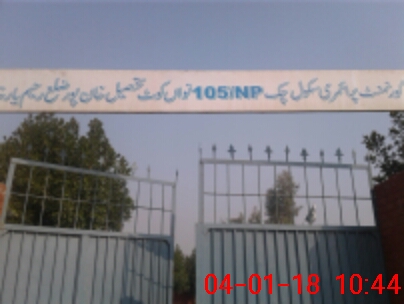 گورنمنٹ پرائمری سکول چک 105/NP نواں کوٹ تحصیل خان پور ضلع رحیم یار
04-01-18 10:44